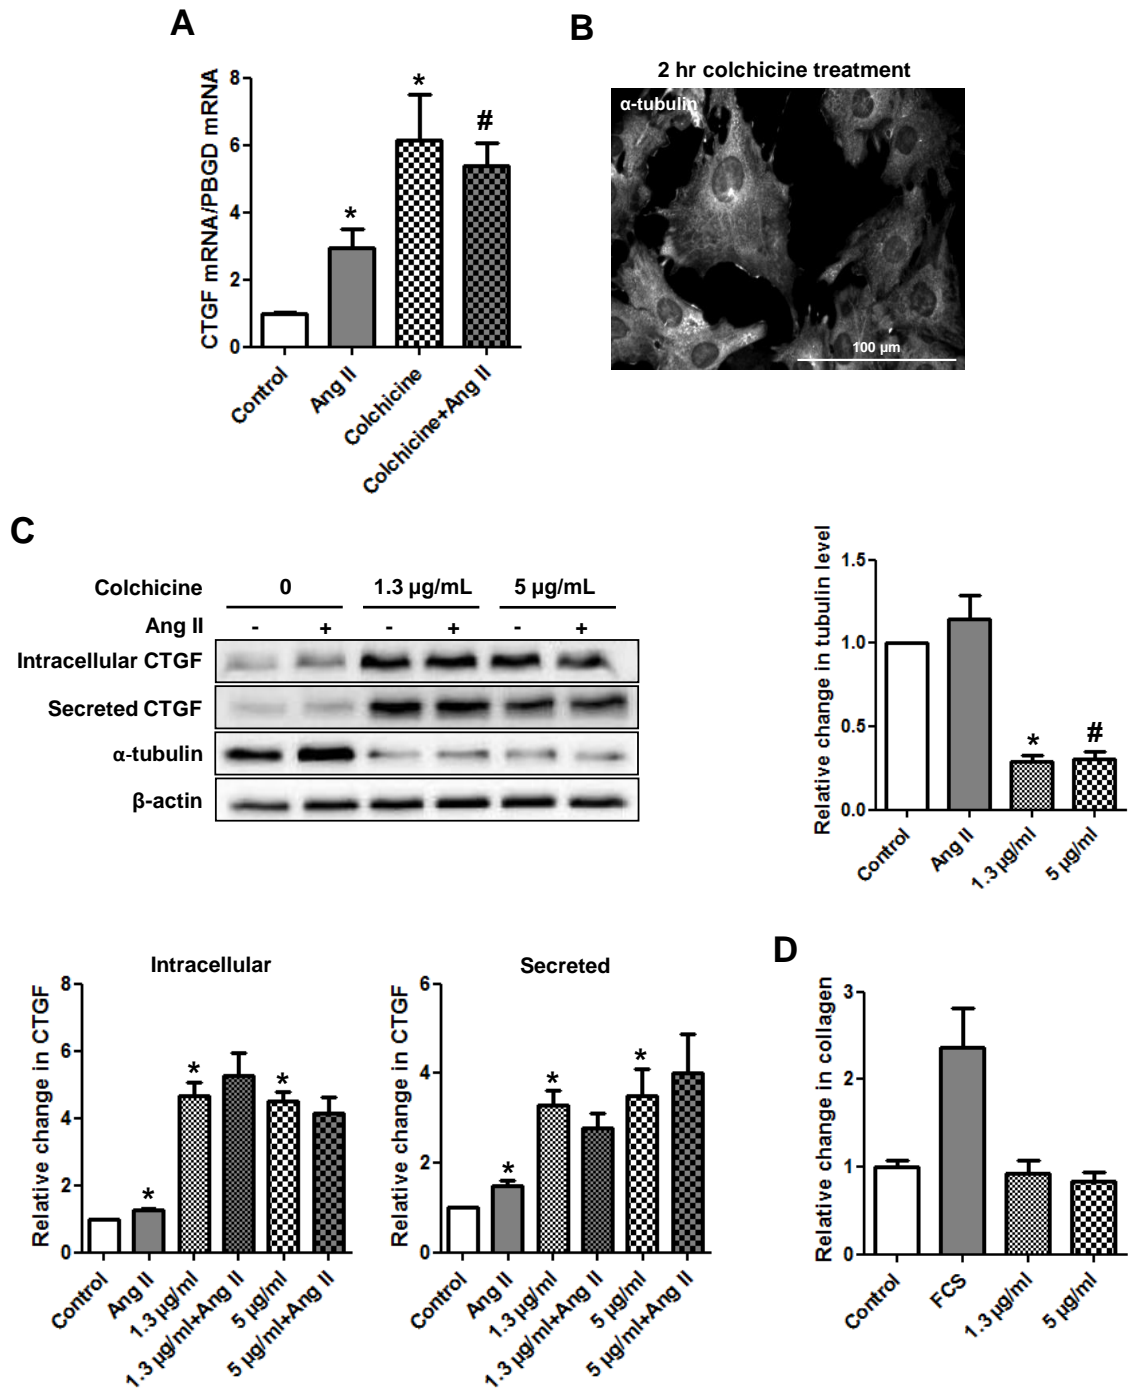 A
CTGF mRNA/PBGD mRNA
8
6
4
2
0
*
*
#
Control
Ang II
Colchicine
Colchicine+Ang II
B
2 hr colchicine treatment
α-tubulin
100 µm
C
Colchicine 0 1.3 µg/mL 5 µg/mL
Ang II - + - + - +
Intracellular CTGF
Secreted CTGF
α-tubulin
β-actin
Relative change in tubulin level
1.5
1.0
0.5
0.0
*
#
Control
Ang II
1.3 µg/ml
5 µg/ml
Intracellular
Relative change in CTGF
8
6
4
2
0
*
*
*
Control
Ang II
1.3 µg/ml
1.3 µg/ml+Ang II
5 µg/ml
5 µg/ml+Ang II
Secreted
Relative change in CTGF
6
4
2
0
*
*
*
Control
Ang II
1.3 µg/ml
1.3 µg/ml+Ang II
5 µg/ml
5 µg/ml+Ang II
D
Relative change in collagen
3
2
1
0
Control
FCS
1.3 µg/ml
5 µg/ml